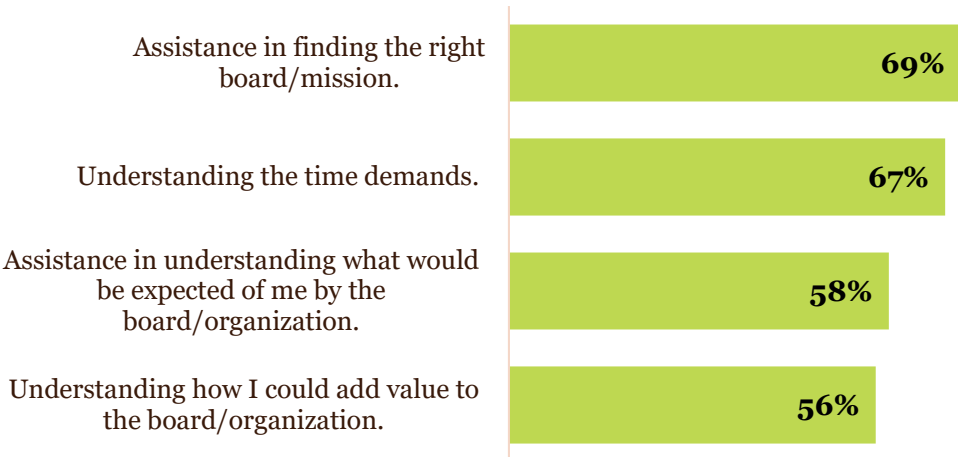 Assistance in finding the right
board/mission.
69%
Understanding the time demands.
67%
Assistance in understanding what would
be expected of me by the
board/organization.
58%
Understanding how I could add value to
the board/organization.
56%